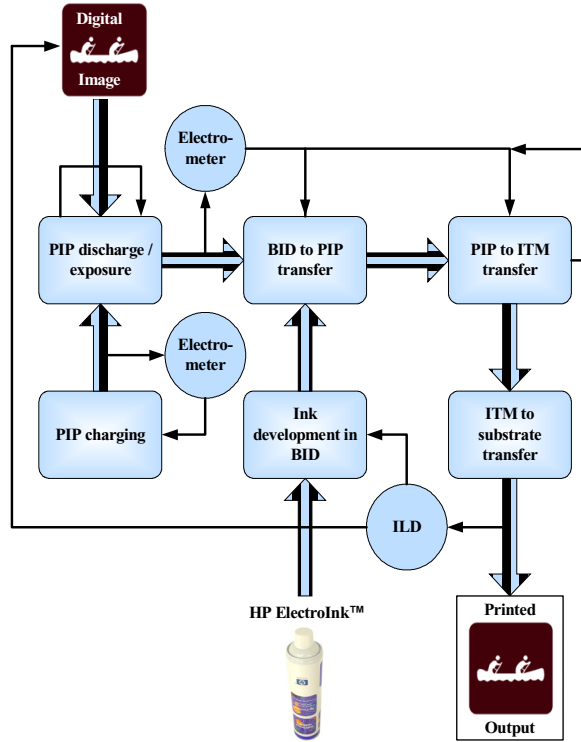 Digital
Image
Electro-
meter
PIP discharge /
exposure
BID to PIP
transfer
PIP to ITM
transfer
Electro-
meter
PIP charging
Ink
development in
BID
ITM to
substrate
transfer
ILD
HP ElectroInk™
Printed
Output